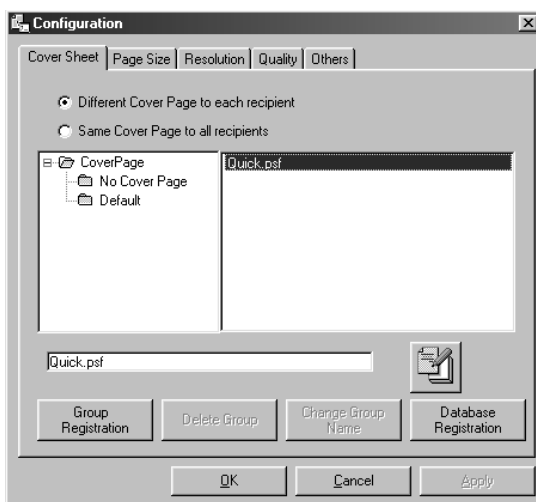 Configuration
Cover Sheet Page Size Resolution Quality Others
Different Cover Page to each recipient
Same Cover Page to all recipients
CoverPage
No Cover Page
Default
Quick.psf
Quick.psf
Group Registration
Delete Group
Change Group Name
Database Registration
OK Cancel Apply